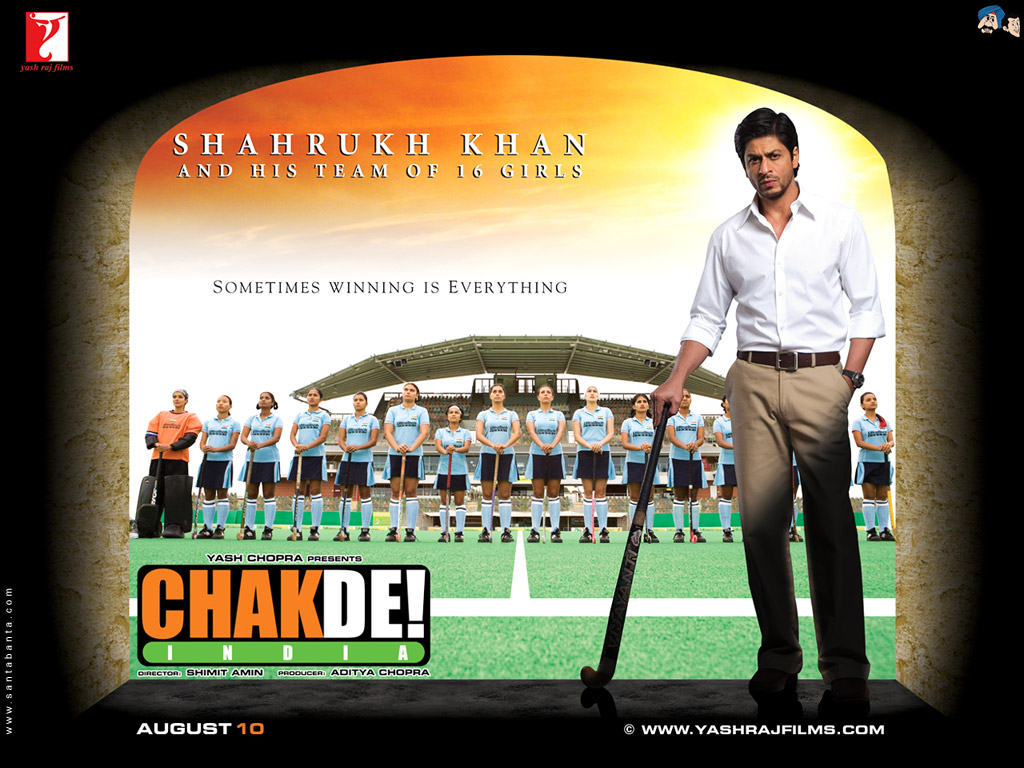 yash raj films
SHAHRUKH KHAN
AND HIS TEAM OF 16 GIRLS
SOMETIMES WINNING IS EVERYTHING
YASH CHOPRA PRESENTS
CHAKDE!
INDIA
DIRECTOR: SHIMIT AMIN PRODUCER: ADITYA CHOPRA
AUGUST 10
© WWW.YASHRAJFILMS.COM
www.santabanta.com